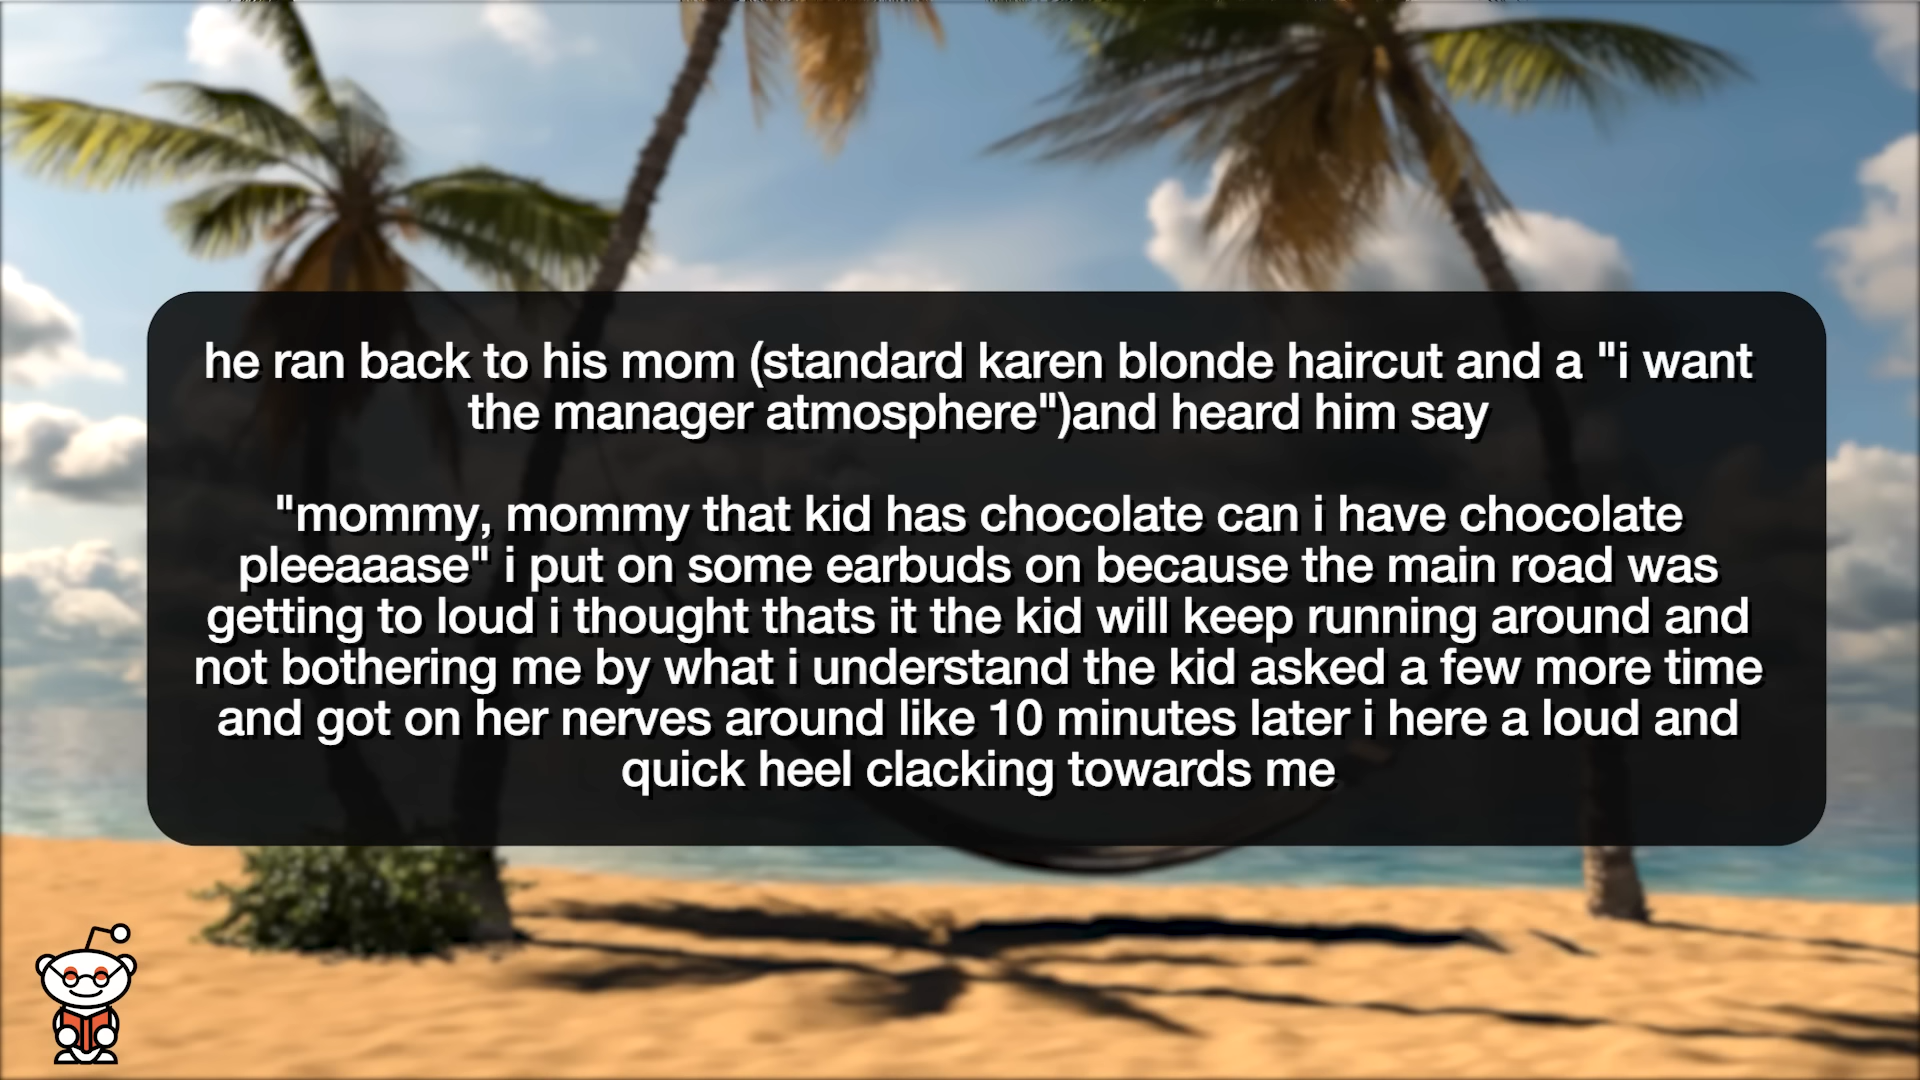 he ran back to his mom (standard karen blonde haircut and a "i want
the manager atmosphere")and heard him say
"mommy, mommy that kid has chocolate can i have chocolate
pleeaaase" i put on some earbuds on because the main road was
getting to loud i thought thats it the kid will keep running around and
not bothering me by what i understand the kid asked a few more time
and got on her nerves around like 10 minutes later i here a loud and
quick heel clacking towards me